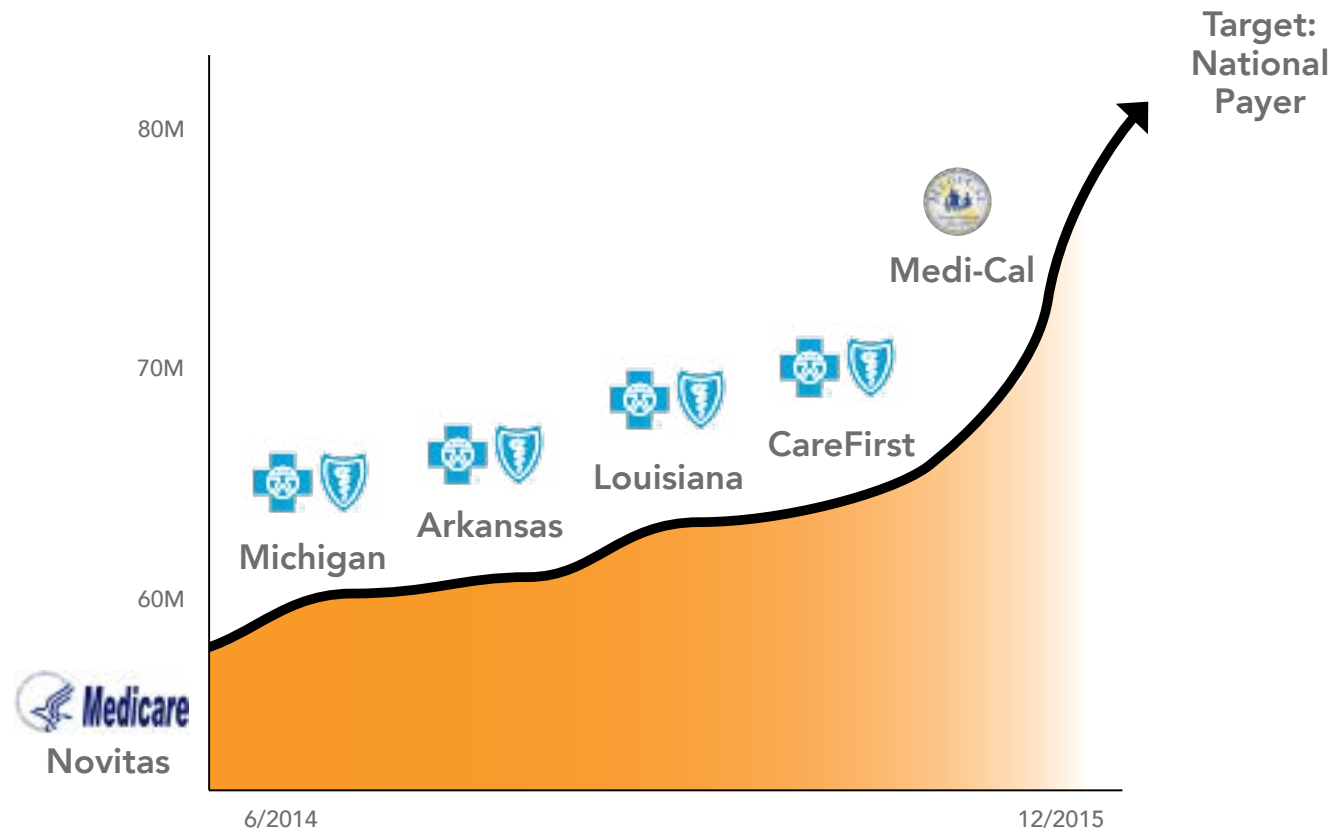 Target:
National
Payer
80M
Medi-Cal
70M
CareFirst
Louisiana
Arkansas
Michigan
60M
Medicare
Novitas
6/2014
12/2015